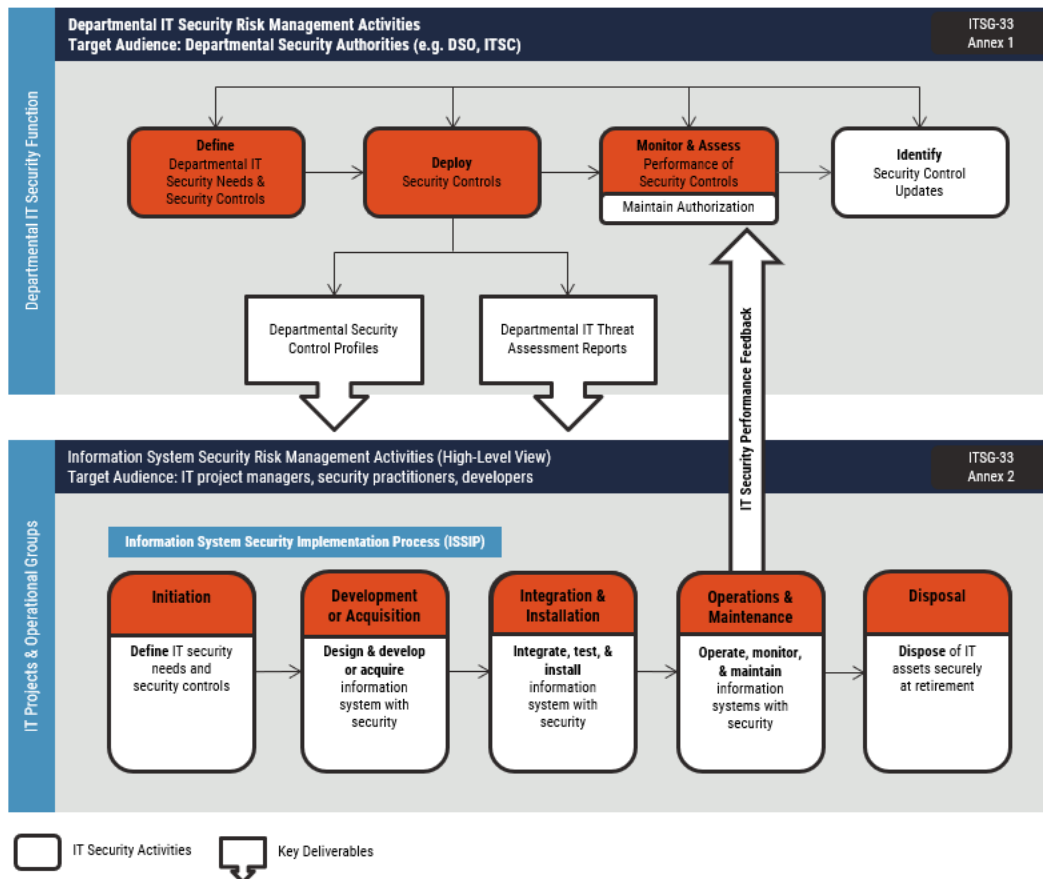 Departmental IT Security Risk Management Activities
Target Audience: Departmental Security Authorities (e.g. DSO, ITSC)
ITSG-33
Annex 1
Departmental IT Security Function
Define
Departmental IT
Security Needs &
Security Controls
Deploy
Security Controls
Monitor & Assess
Performance of
Security Controls
Maintain Authorization
Identify
Security Control
Updates
Departmental Security
Control Profiles
Departmental IT Threat
Assessment Reports
IT Security Performance Feedback
Information System Security Risk Management Activities (High-Level View)
Target Audience: IT project managers, security practitioners, developers
ITSG-33
Annex 2
IT Projects & Operational Groups
Information System Security Implementation Process (ISSIP)
Initiation
Define IT security
needs and
security controls
Development
or Acquisition
Design & develop
or acquire
information
system with
security
Integration &
Installation
Integrate, test, &
install
information
system with
security
Operations &
Maintenance
Operate, monitor,
& maintain
information
systems with
security
Disposal
Dispose of IT
assets securely
at retirement
IT Security Activities
Key Deliverables